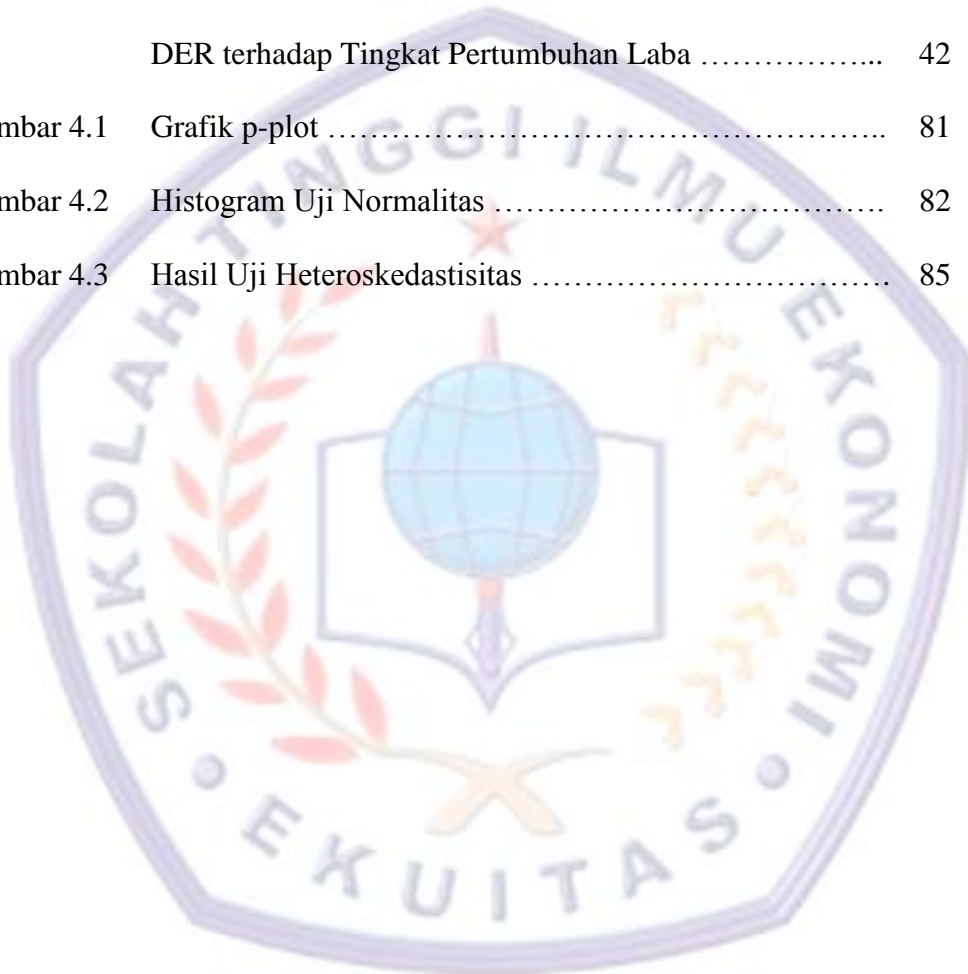 DER terhadap Tingkat Pertumbuhan Laba ……………... 42
mbar 4.1 Grafik p-plot ……………………………………………….. 81
mbar 4.2 Histogram Uji Normalitas ………………………………… 82
mbar 4.3 Hasil Uji Heteroskedastisitas ……………………………. 85
SEKOLAH TINGGI ILMU EKONOMI
EKUITAS